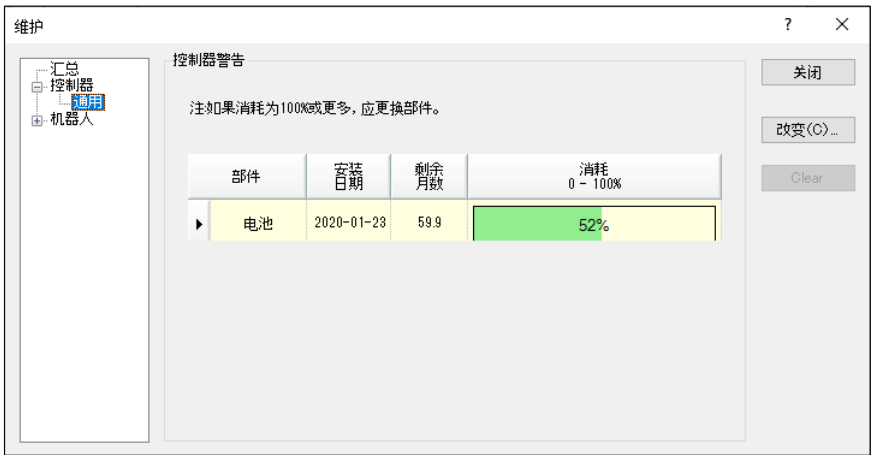 维护
?
汇总
控制器
通用
机器人
控制器警告
注:如果消耗为100%或更多, 应更换部件。
部件
安装
日期
剩余
月数
消耗
0 - 100%
电池
2020-01-23
59.9
52%
关闭
改变(C)...
Clear